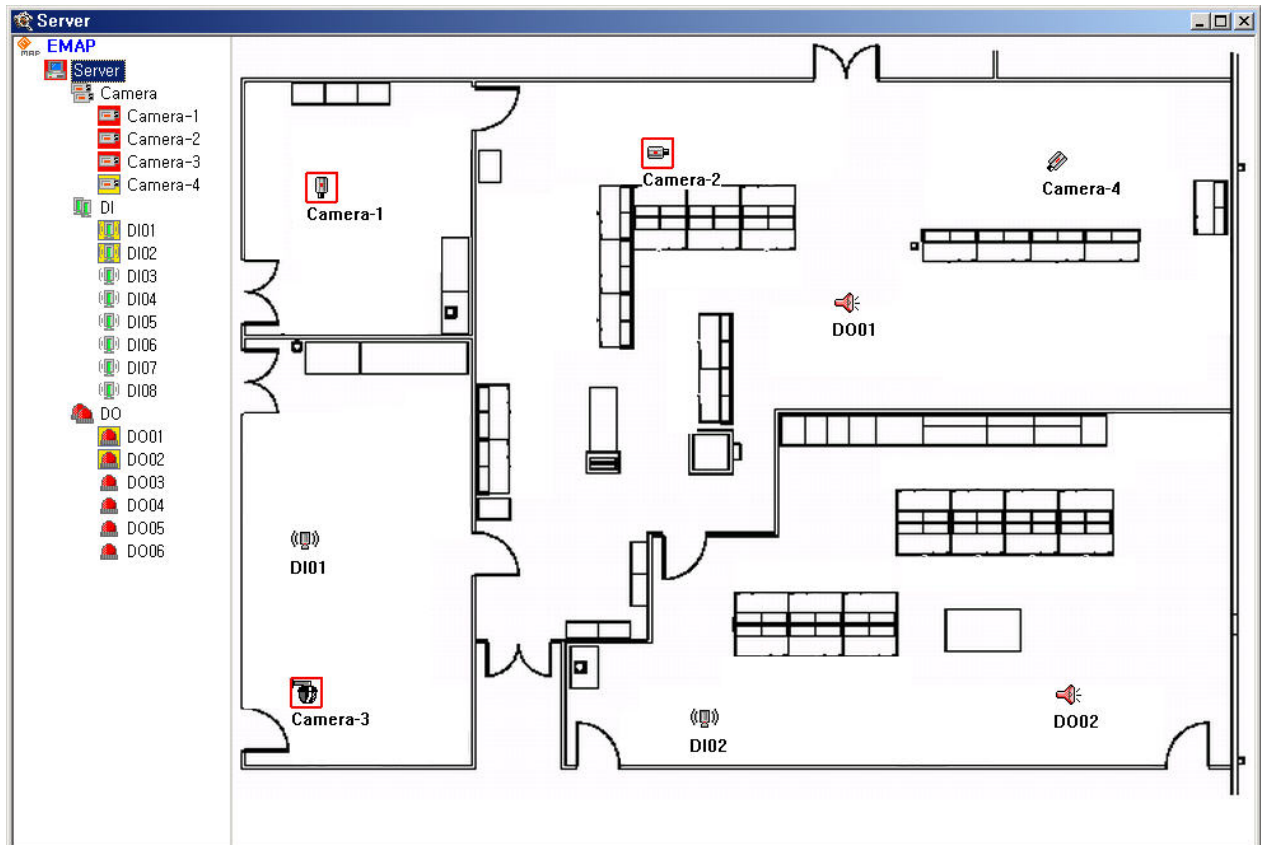 Server
EMAP
Server
Camera
Camera-1
Camera-2
Camera-3
Camera-4
DI
DI01
DI02
DI03
DI04
DI05
DI06
DI07
DI08
DO
DO01
DO02
DO03
DO04
DO05
DO06
Camera-1
Camera-2
Camera-4
DO01
DI01
Camera-3
DI02
DO02